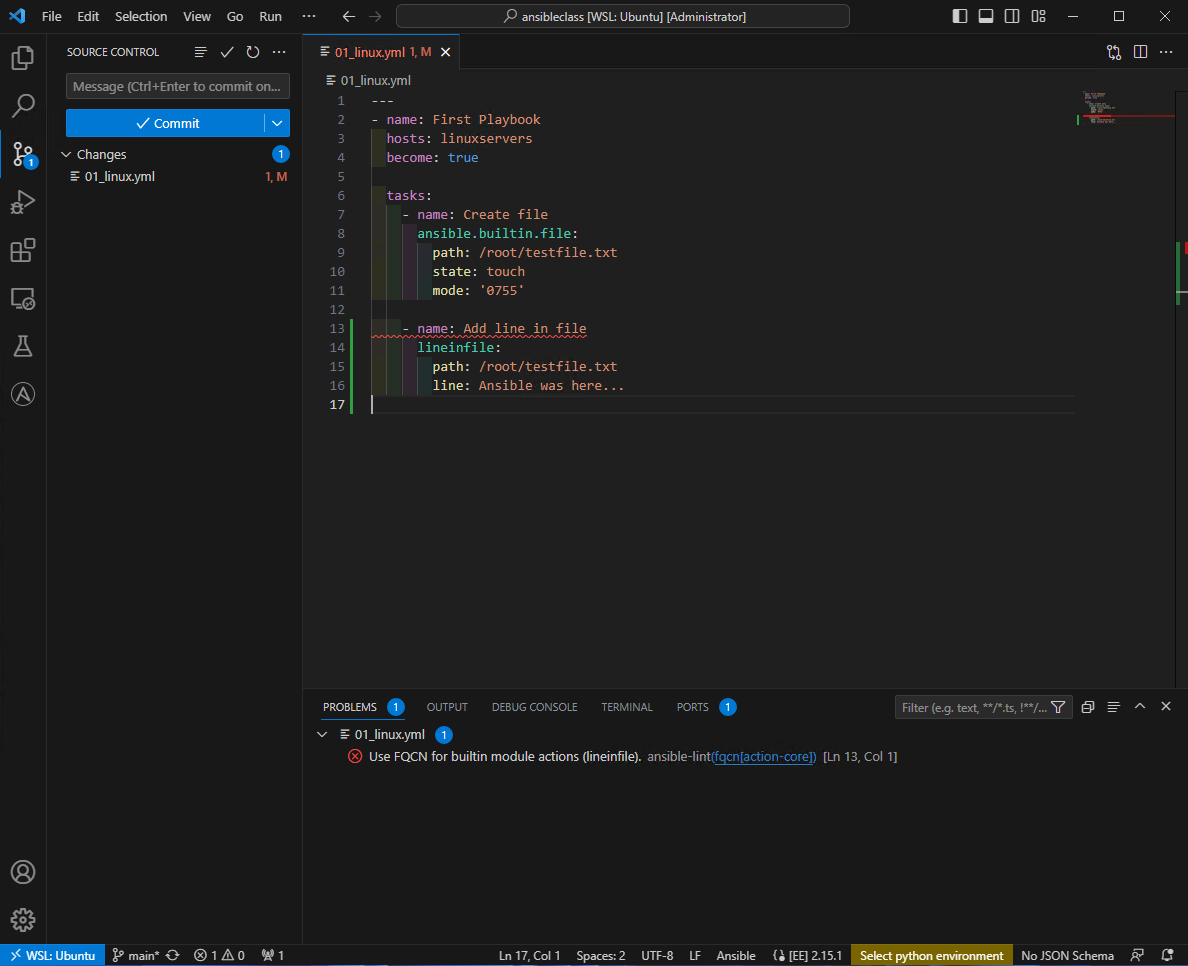 File Edit Selection View Go Run ··· ansibleclass [WSL: Ubuntu] [Administrator]
SOURCE CONTROL
Message (Ctrl+Enter to commit on...
Commit
Changes 1
01_linux.yml 1, M
1
01_linux.yml 1, M
01_linux.yml
1 ---
2 - name: First Playbook
3 hosts: linuxservers
4 become: true
5
6 tasks:
7 - name: Create file
8 ansible.builtin.file:
9 path: /root/testfile.txt
10 state: touch
11 mode: '0755'
12
13 - name: Add line in file
14 lineinfile:
15 path: /root/testfile.txt
16 line: Ansible was here...
17
PROBLEMS 1 OUTPUT DEBUG CONSOLE TERMINAL PORTS 1 Filter (e.g. text, **/*.ts, !**/...
01_linux.yml 1
Use FQCN for builtin module actions (lineinfile). ansible-lint(fqcn[action-core]) [Ln 13, Col 1]
WSL: Ubuntu main* 1 0 1 Ln 17, Col 1 Spaces: 2 UTF-8 LF Ansible [EE] 2.15.1 Select python environment No JSON Schema